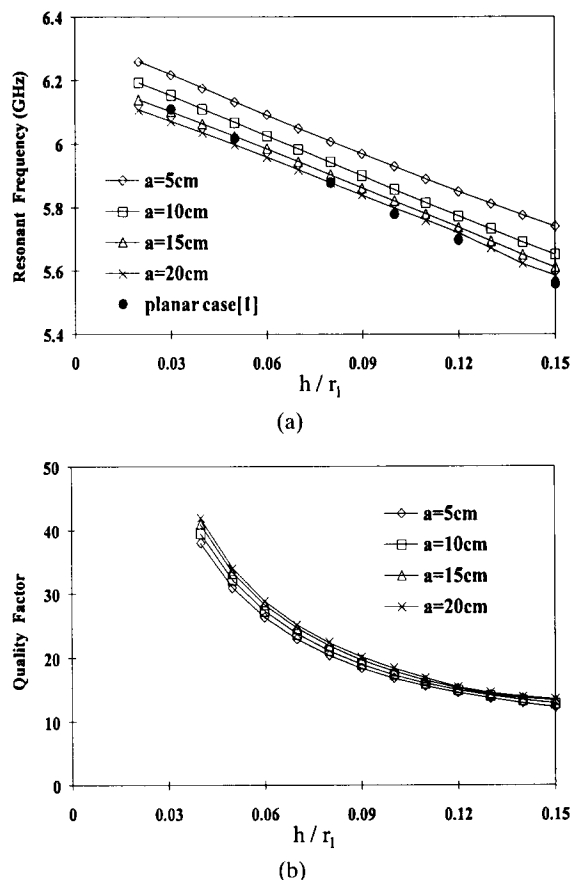 6.4
6.2
6
5.8
5.6
5.4
Resonant Frequency (GHz)
a=5cm
a=10cm
a=15cm
a=20cm
planar case[1]
0 0.03 0.06 0.09 0.12 0.15
h / r₁
(a)
50
40
30
20
10
0
Quality Factor
a=5cm
a=10cm
a=15cm
a=20cm
0 0.03 0.06 0.09 0.12 0.15
h / r₁
(b)